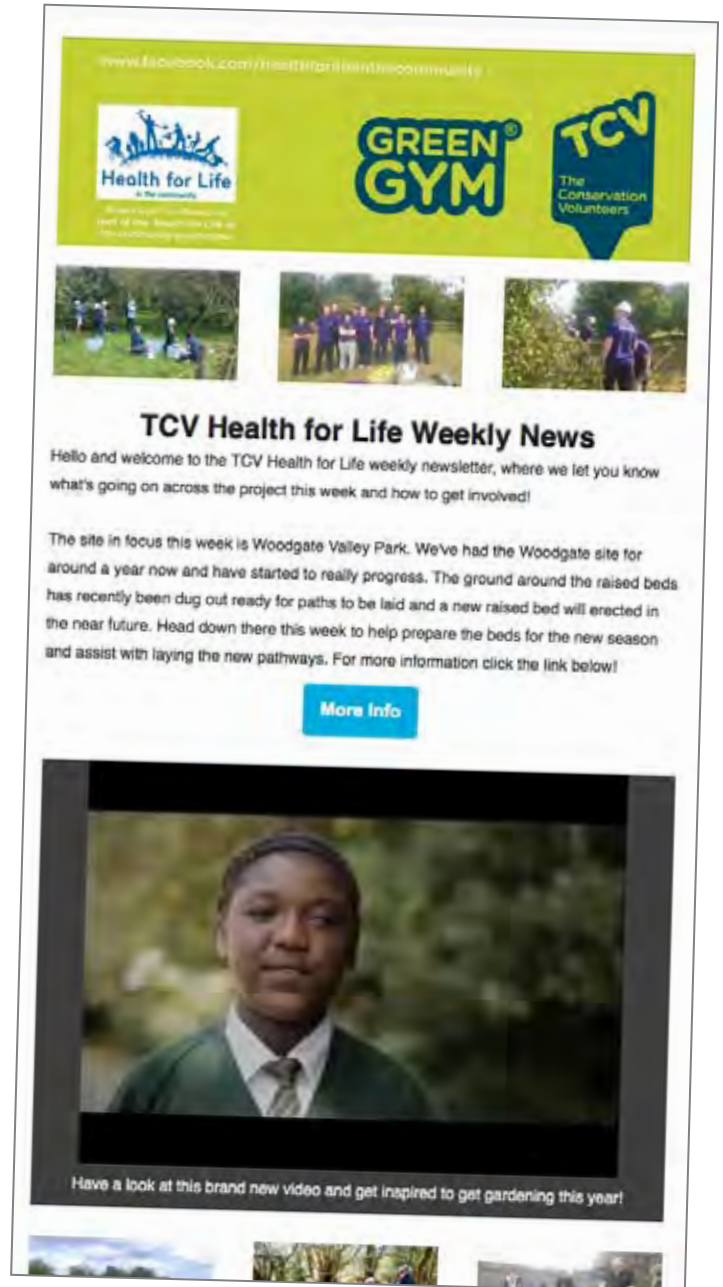 www.facebook.com/healthforlifeinthecommunity
Health for Life
in the community
GREEN
GYM®
TCV
The
Conservation
Volunteers
TCV Health for Life Weekly News
Hello and welcome to the TCV Health for Life weekly newsletter, where we let you know
what's going on across the project this week and how to get involved!
The site in focus this week is Woodgate Valley Park. We've had the Woodgate site for
around a year now and have started to really progress. The ground around the raised beds
has recently been dug out ready for paths to be laid and a new raised bed will erected in
the near future. Head down there this week to help prepare the beds for the new season
and assist with laying the new pathways. For more information click the link below!
More Info
Have a look at this brand new video and get inspired to get gardening this year!